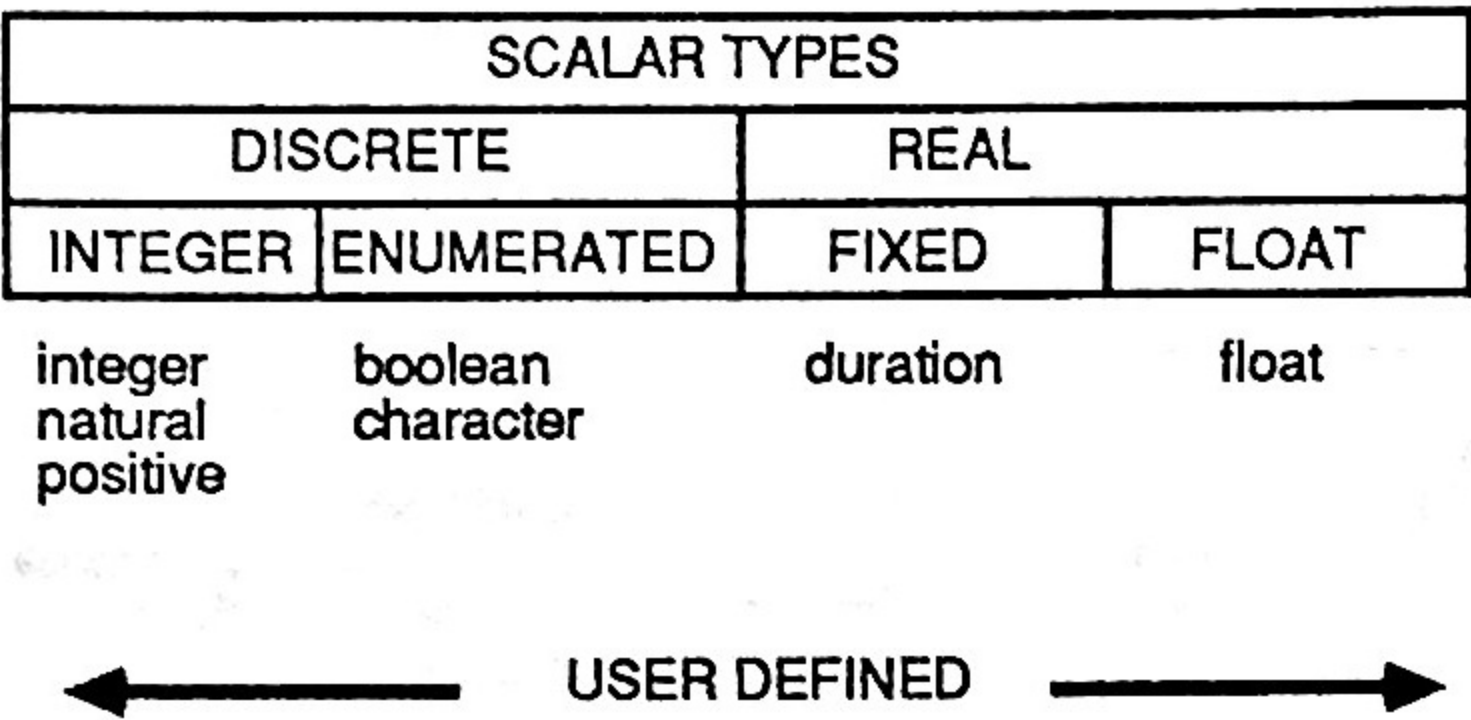 SCALAR TYPES
DISCRETE REAL
INTEGER ENUMERATED FIXED FLOAT
integer boolean duration float
natural character
positive
USER DEFINED